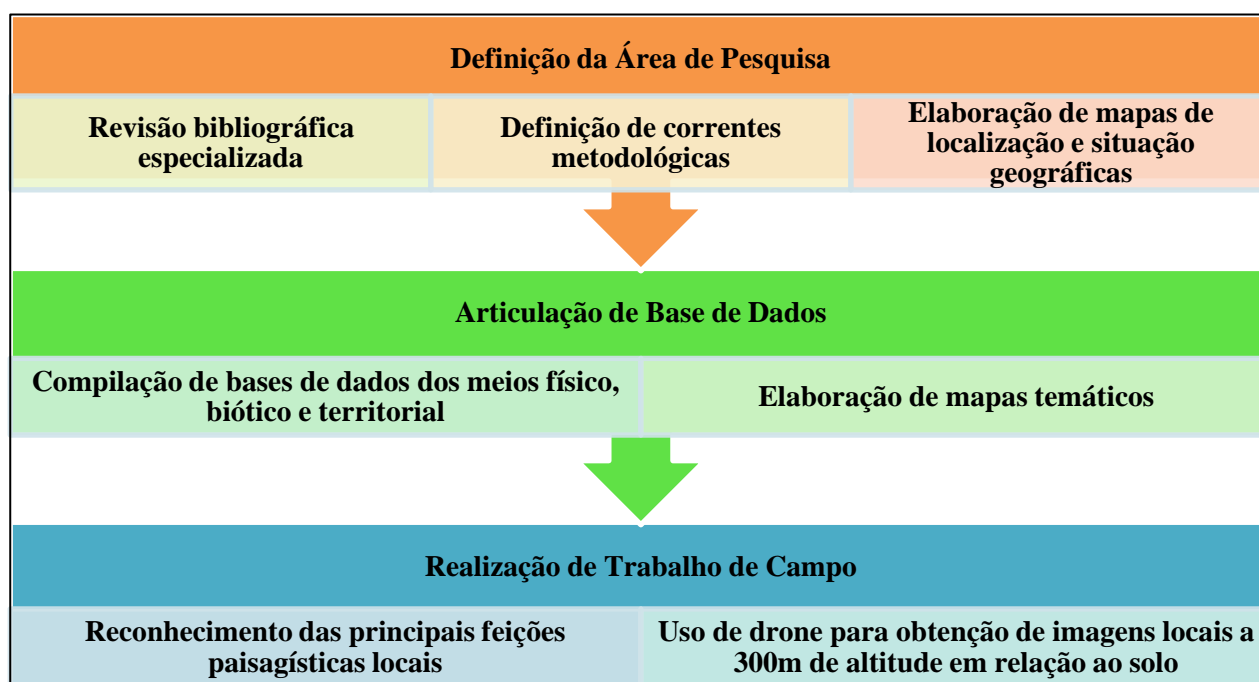 Definição da Área de Pesquisa
Revisão bibliográfica
especializada
Definição de correntes
metodológicas
Elaboração de mapas de
localização e situação
geográficas
Articulação de Base de Dados
Compilação de bases de dados dos meios físico,
biótico e territorial
Elaboração de mapas temáticos
Realização de Trabalho de Campo
Reconhecimento das principais feições
paisagísticas locais
Uso de drone para obtenção de imagens locais a
300m de altitude em relação ao solo